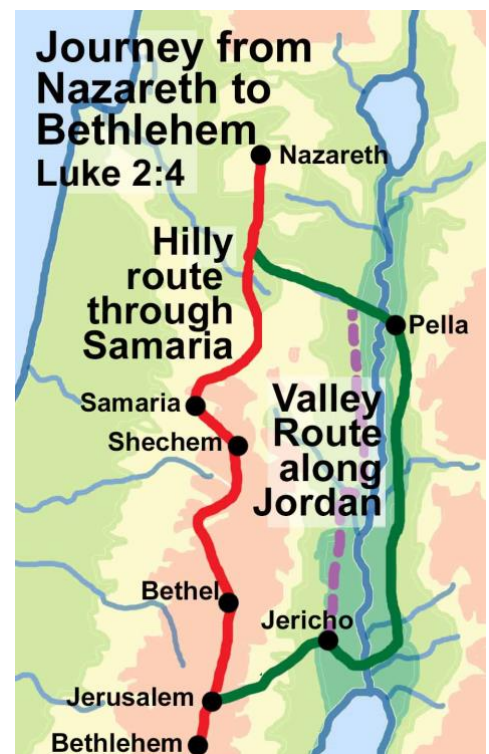 Journey from
Nazareth to
Bethlehem
Luke 2:4
Nazareth
Hilly
route
through
Samaria
Pella
Samaria
Shechem
Valley
Route
along
Jordan
Bethel
Jericho
Jerusalem
Bethlehem